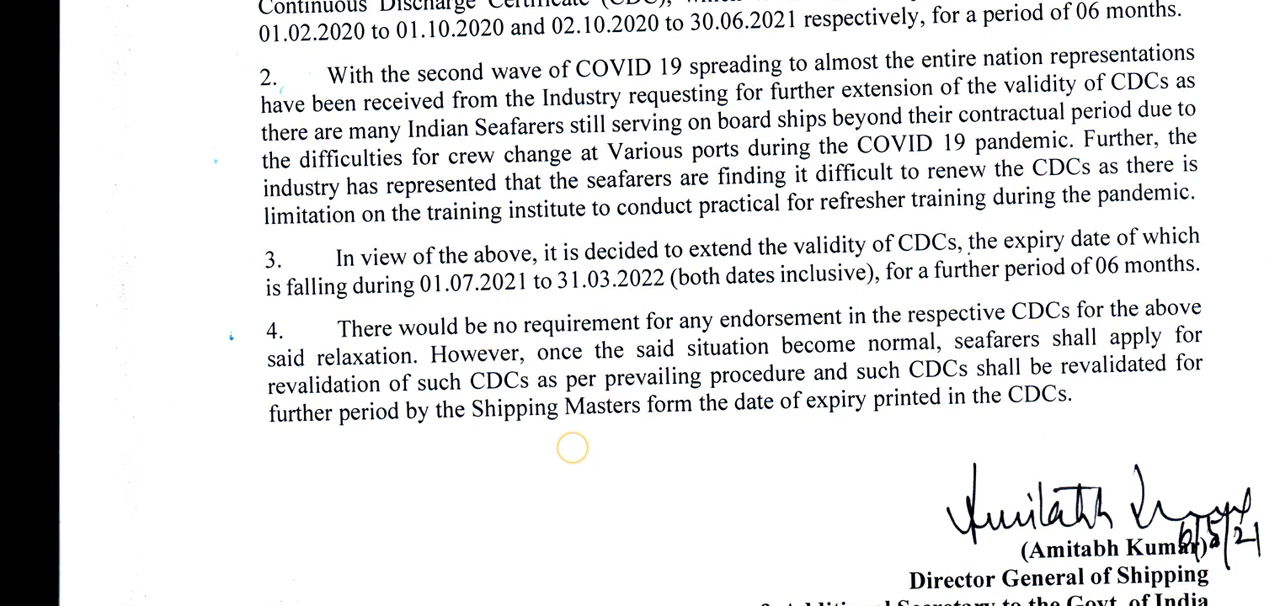 Continuous Discharge Certificate (CDC),
01.02.2020 to 01.10.2020 and 02.10.2020 to 30.06.2021 respectively, for a period of 06 months.
2. With the second wave of COVID 19 spreading to almost the entire nation representations
have been received from the Industry requesting for further extension of the validity of CDCs as
there are many Indian Seafarers still serving on board ships beyond their contractual period due to
the difficulties for crew change at Various ports during the COVID 19 pandemic. Further, the
industry has represented that the seafarers are finding it difficult to renew the CDCs as there is
limitation on the training institute to conduct practical for refresher training during the pandemic.
3. In view of the above, it is decided to extend the validity of CDCs, the expiry date of which
is falling during 01.07.2021 to 31.03.2022 (both dates inclusive), for a further period of 06 months.
4. There would be no requirement for any endorsement in the respective CDCs for the above
said relaxation. However, once the said situation become normal, seafarers shall apply for
revalidation of such CDCs as per prevailing procedure and such CDCs shall be revalidated for
further period by the Shipping Masters form the date of expiry printed in the CDCs.
Amitabh Kumar
(Amitabh Kumar)
Director General of Shipping
& Additional Secretary to the Govt. of India